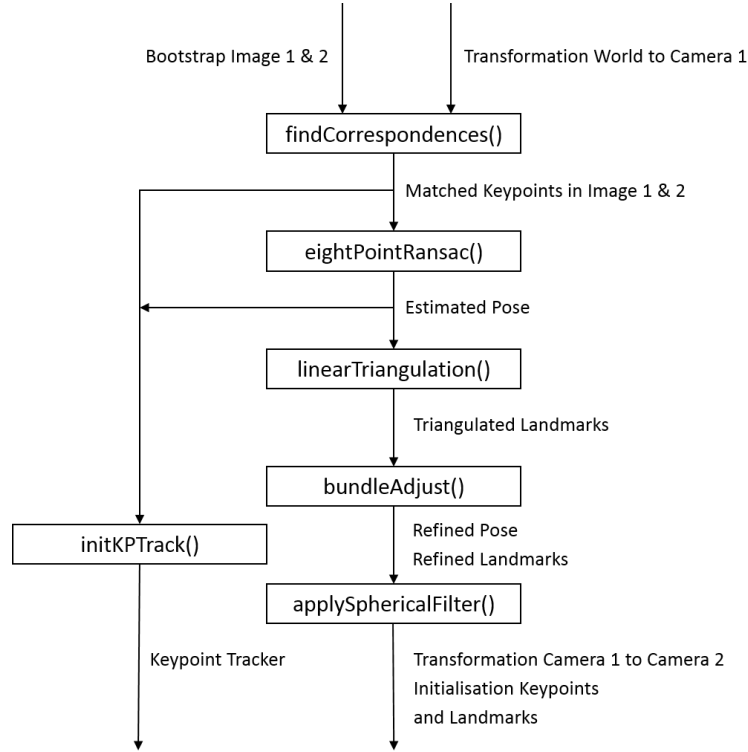 Bootstrap Image 1 & 2
Transformation World to Camera 1
findCorrespondences()
Matched Keypoints in Image 1 & 2
eightPointRansac()
Estimated Pose
linearTriangulation()
Triangulated Landmarks
bundleAdjust()
Refined Pose
Refined Landmarks
initKPTrack()
applySphericalFilter()
Keypoint Tracker
Transformation Camera 1 to Camera 2
Initialisation Keypoints
and Landmarks